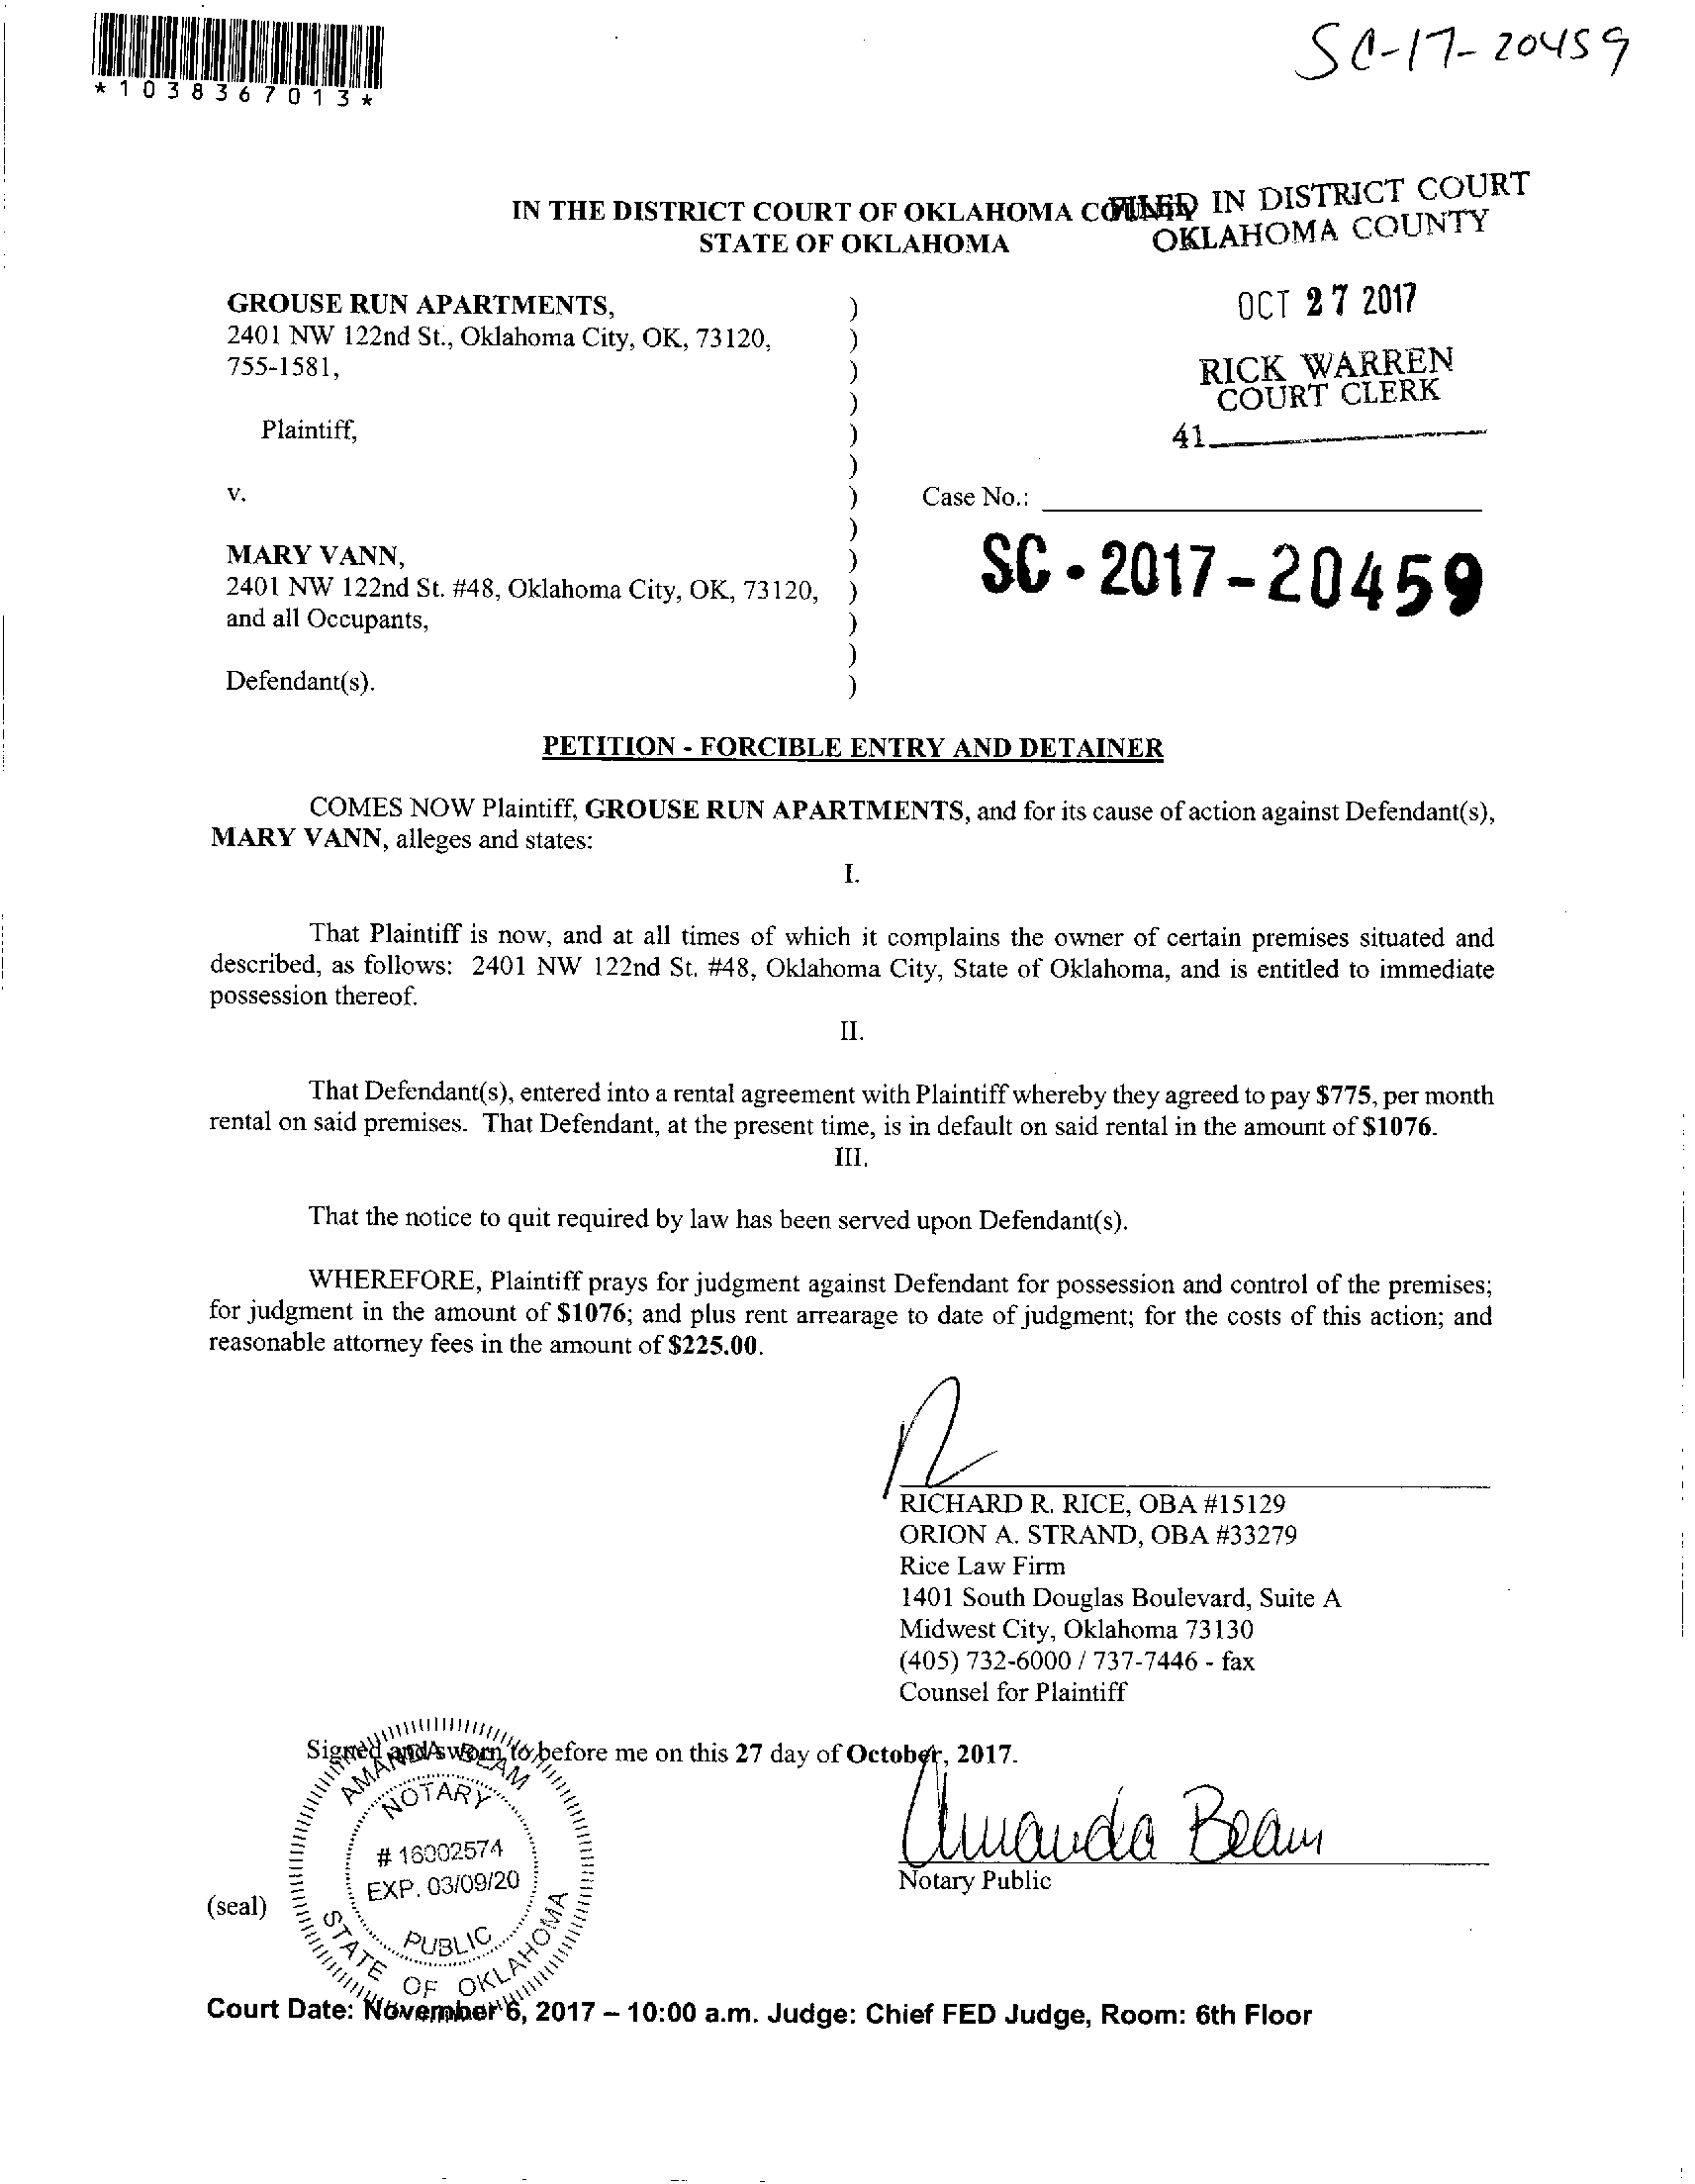 SC-17-20459
*1038367013*
IN THE DISTRICT COURT OF OKLAHOMA COUNTY
STATE OF OKLAHOMA
FILED IN DISTRICT COURT
OKLAHOMA COUNTY
OCT 27 2017
RICK WARREN
COURT CLERK
41
GROUSE RUN APARTMENTS, )
2401 NW 122nd St., Oklahoma City, OK, 73120, )
755-1581, )
)
Plaintiff, )
)
v. ) Case No.:
)
MARY VANN, )
2401 NW 122nd St. #48, Oklahoma City, OK, 73120, )
and all Occupants, )
)
Defendant(s). )
SC-2017-20459
PETITION - FORCIBLE ENTRY AND DETAINER
COMES NOW Plaintiff, GROUSE RUN APARTMENTS, and for its cause of action against Defendant(s),
MARY VANN, alleges and states:
I.
That Plaintiff is now, and at all times of which it complains the owner of certain premises situated and
described, as follows: 2401 NW 122nd St. #48, Oklahoma City, State of Oklahoma, and is entitled to immediate
possession thereof.
II.
That Defendant(s), entered into a rental agreement with Plaintiff whereby they agreed to pay $775, per month
rental on said premises. That Defendant, at the present time, is in default on said rental in the amount of $1076.
III.
That the notice to quit required by law has been served upon Defendant(s).
WHEREFORE, Plaintiff prays for judgment against Defendant for possession and control of the premises;
for judgment in the amount of $1076; and plus rent arrearage to date of judgment; for the costs of this action; and
reasonable attorney fees in the amount of $225.00.
RICHARD R. RICE, OBA #15129
ORION A. STRAND, OBA #33279
Rice Law Firm
1401 South Douglas Boulevard, Suite A
Midwest City, Oklahoma 73130
(405) 732-6000 / 737-7446 - fax
Counsel for Plaintiff
Signed and sworn to before me on this 27 day of October, 2017.
Amanda Beam
Notary Public
(seal)
AMANDA BEAM
NOTARY
# 16002574
EXP. 03/09/20
PUBLIC
STATE OF OKLAHOMA
Court Date: November 6, 2017 – 10:00 a.m. Judge: Chief FED Judge, Room: 6th Floor